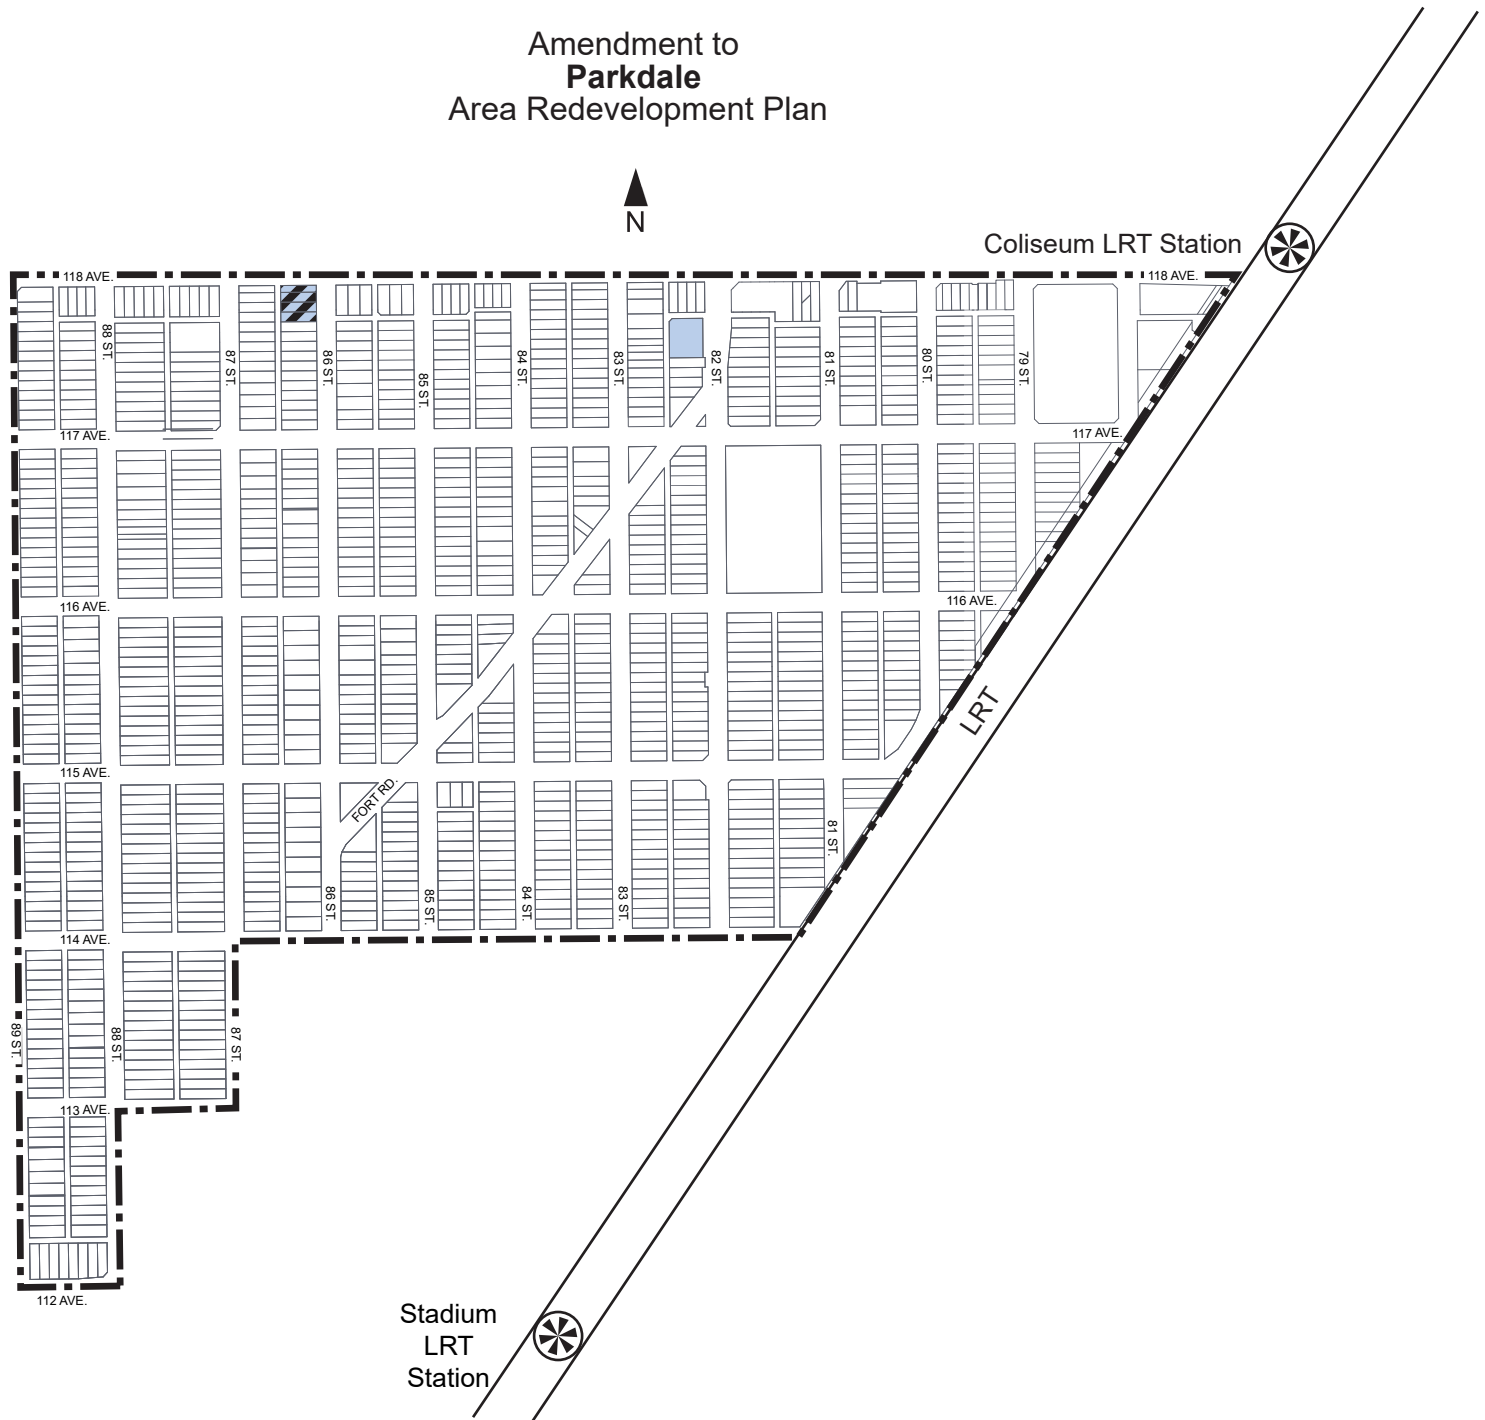 Amendment to
Parkdale
Area Redevelopment Plan
N
Coliseum LRT Station
118 AVE.
118 AVE.
88 ST.
87 ST.
86 ST.
85 ST.
84 ST.
83 ST.
82 ST.
81 ST.
80 ST.
79 ST.
117 AVE.
117 AVE.
116 AVE.
116 AVE.
LRT
115 AVE.
FORT RD.
81 ST.
86 ST.
85 ST.
84 ST.
83 ST.
114 AVE.
89 ST.
88 ST.
87 ST.
113 AVE.
112 AVE.
Stadium
LRT
Station